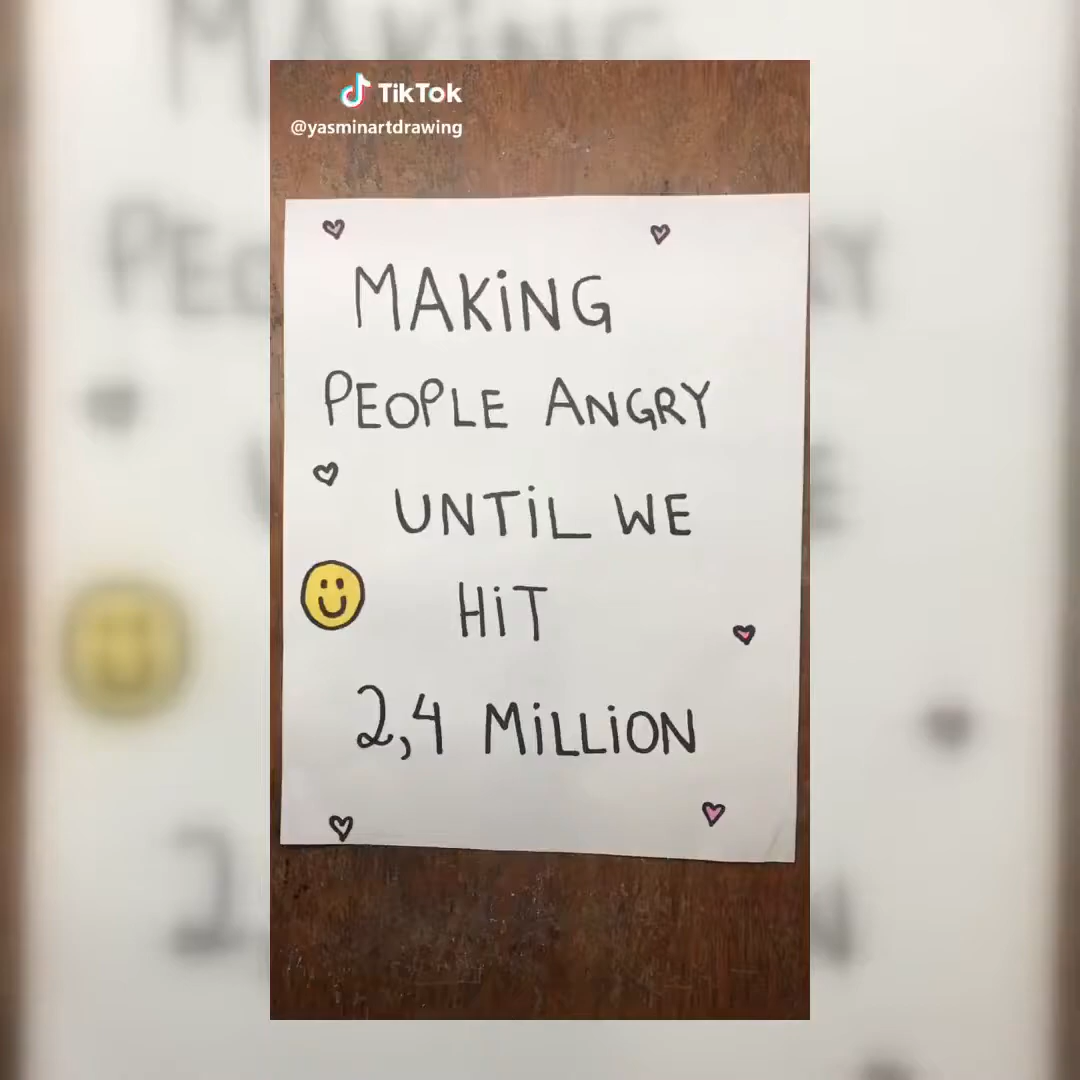 TikTok
@yasminartdrawing
MAKiNG
PEOPLE ANGRY
UNTiL WE
HiT
2,4 MiLLiON